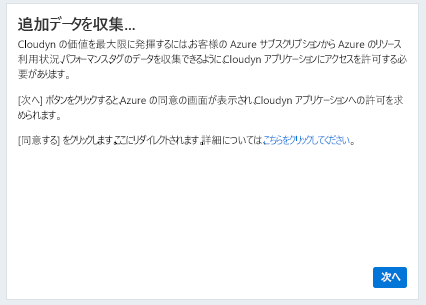 追加データを収集...
Cloudyn の価値を最大限に発揮するには、お客様の Azure サブスクリプションから Azure のリソース
利用状況、パフォーマンスタグのデータを収集できるように、Cloudyn アプリケーションにアクセスを許可する必
要があります。
[次へ] ボタンをクリックすると、Azure の同意の画面が表示され、Cloudyn アプリケーションへの許可を求
められます。
[同意する] をクリックします。ここにリダイレクトされます。詳細については、こちらをクリックしてください。
次へ